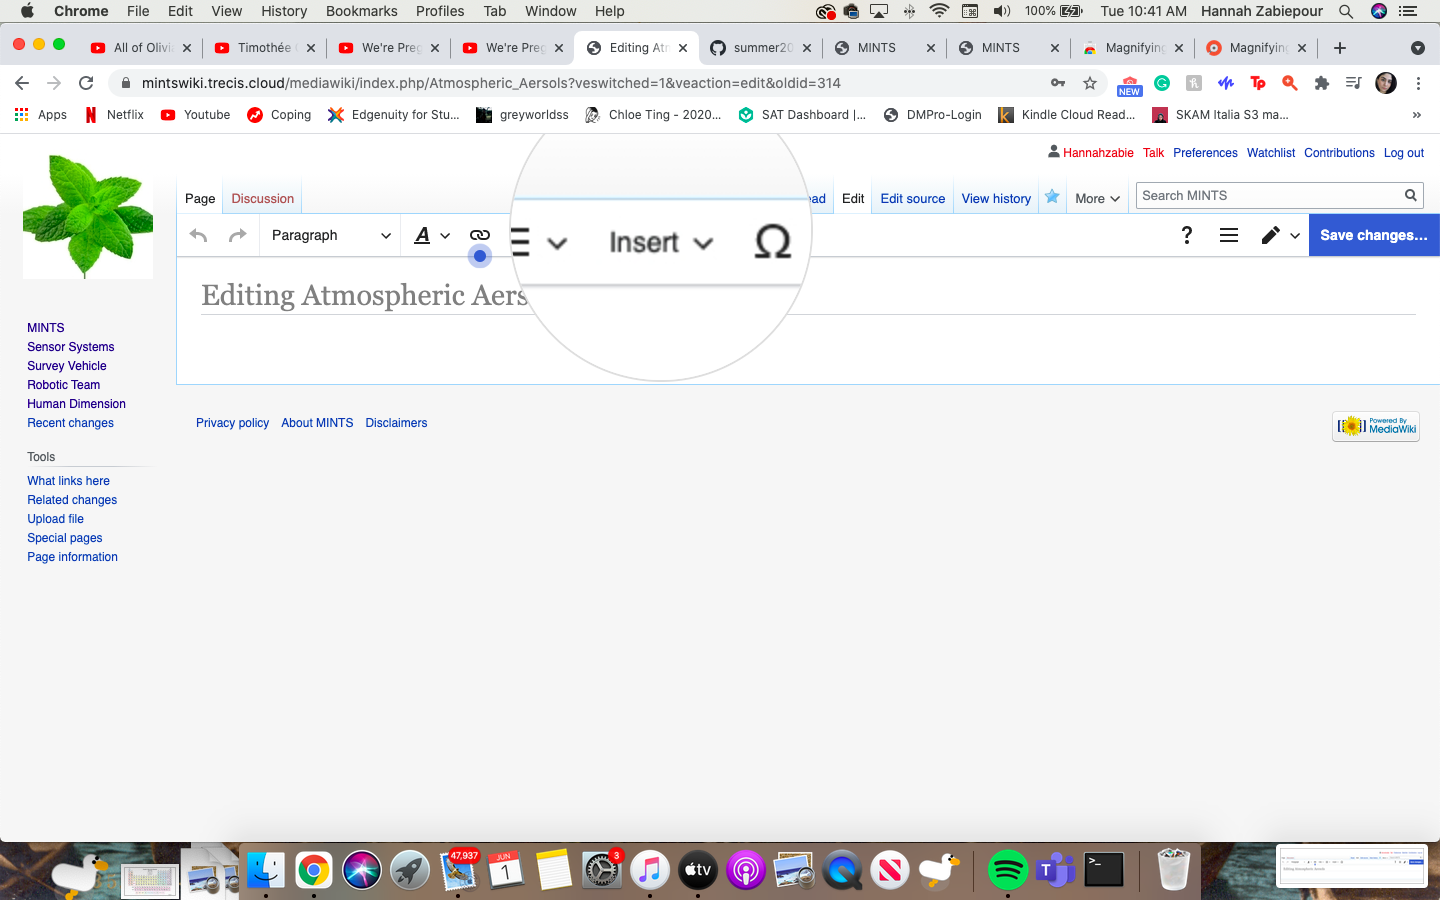 Chrome File Edit View History Bookmarks Profiles Tab Window Help 100% Tue 10:41 AM Hannah Zabiepour
All of Olivi Timothée We're Preg We're Preg Editing At summer20 MINTS MINTS Magnifying Magnifying
mintswiki.trecis.cloud/mediawiki/index.php/Atmospheric_Aersols?veswitched=1&veaction=edit&oldid=314 NEW
Apps Netflix Youtube Coping Edgenuity for Stu... greyworldss Chloe Ting - 2020... SAT Dashboard |... DMPro-Login Kindle Cloud Read... SKAM Italia S3 ma... »
Hannahzabie Talk Preferences Watchlist Contributions Log out
Page Discussion ead Edit Edit source View history More Search MINTS
Paragraph A Insert Ω ? Save changes...
Editing Atmospheric Aers
MINTS
Sensor Systems
Survey Vehicle
Robotic Team
Human Dimension
Recent changes
Privacy policy About MINTS Disclaimers
Powered By
MediaWiki
Tools
What links here
Related changes
Upload file
Special pages
Page information
47,937 JUN 1 3 tv >_